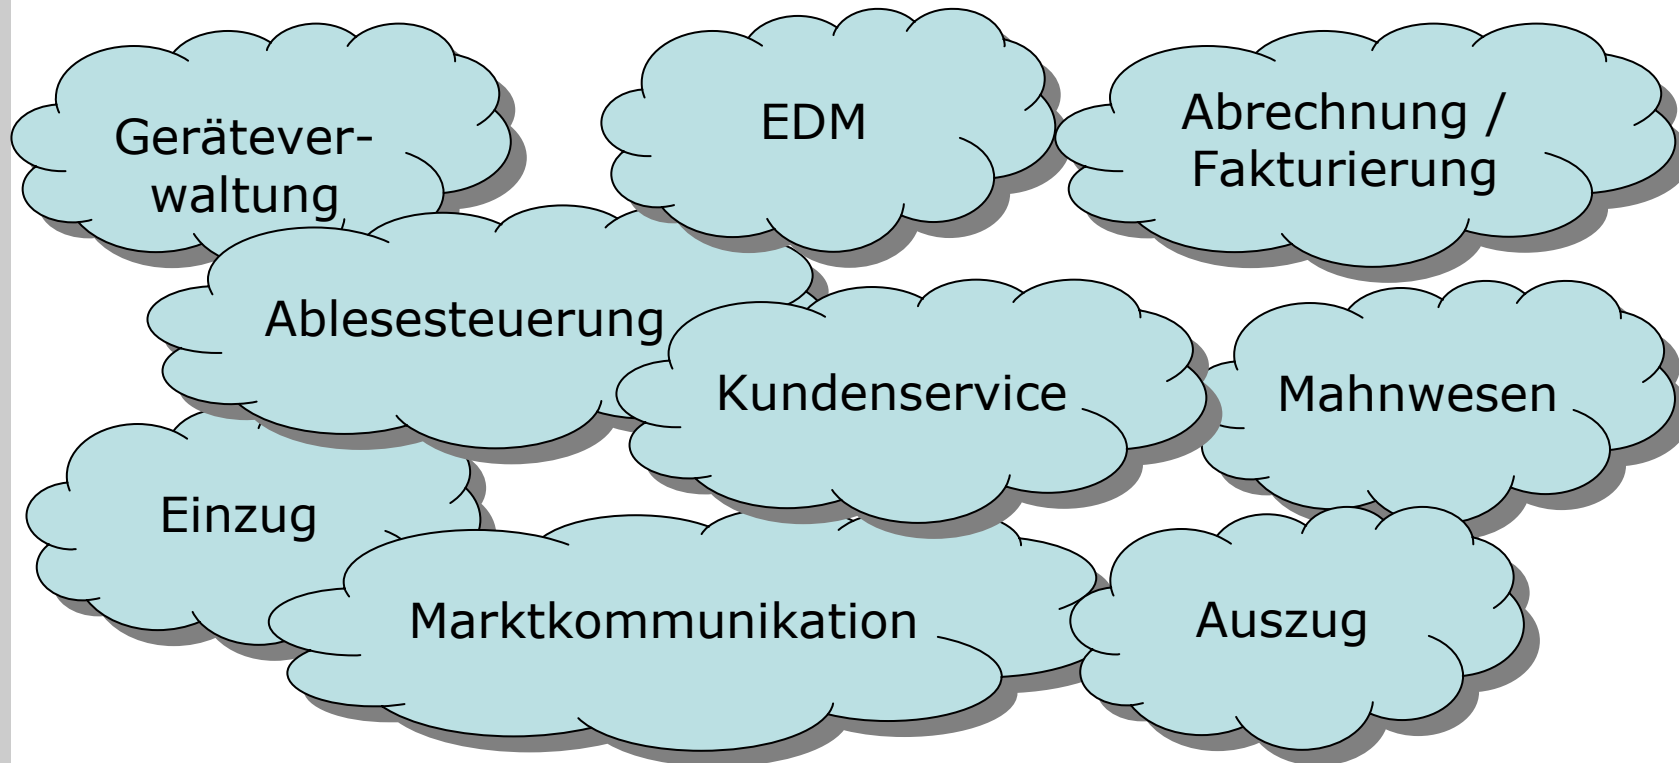 Gerätever-
waltung
EDM
Abrechnung /
Fakturierung
Ablesesteuerung
Kundenservice
Mahnwesen
Einzug
Marktkommunikation
Auszug